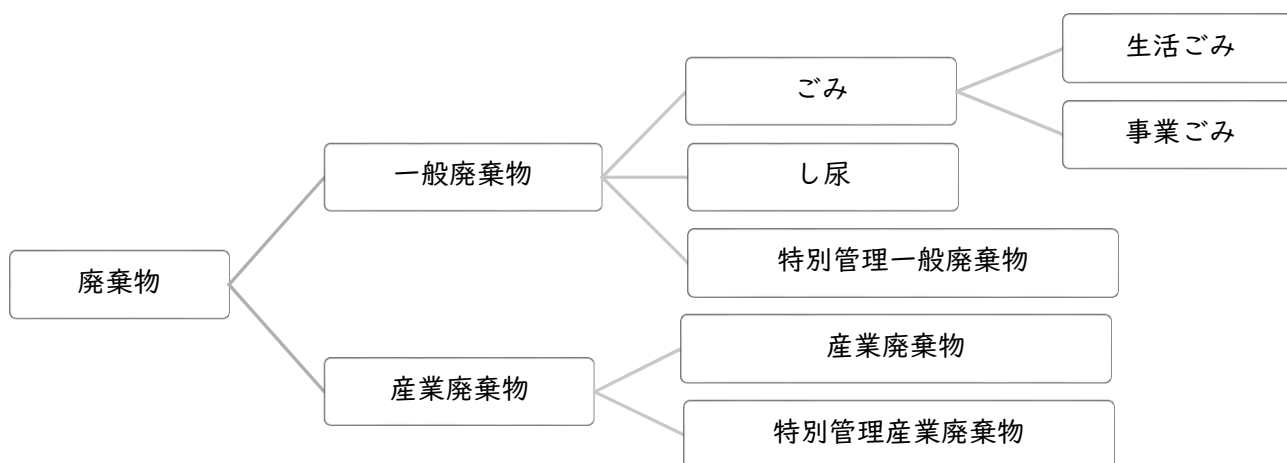 廃棄物
一般廃棄物
ごみ
生活ごみ
事業ごみ
し尿
特別管理一般廃棄物
産業廃棄物
産業廃棄物
特別管理産業廃棄物